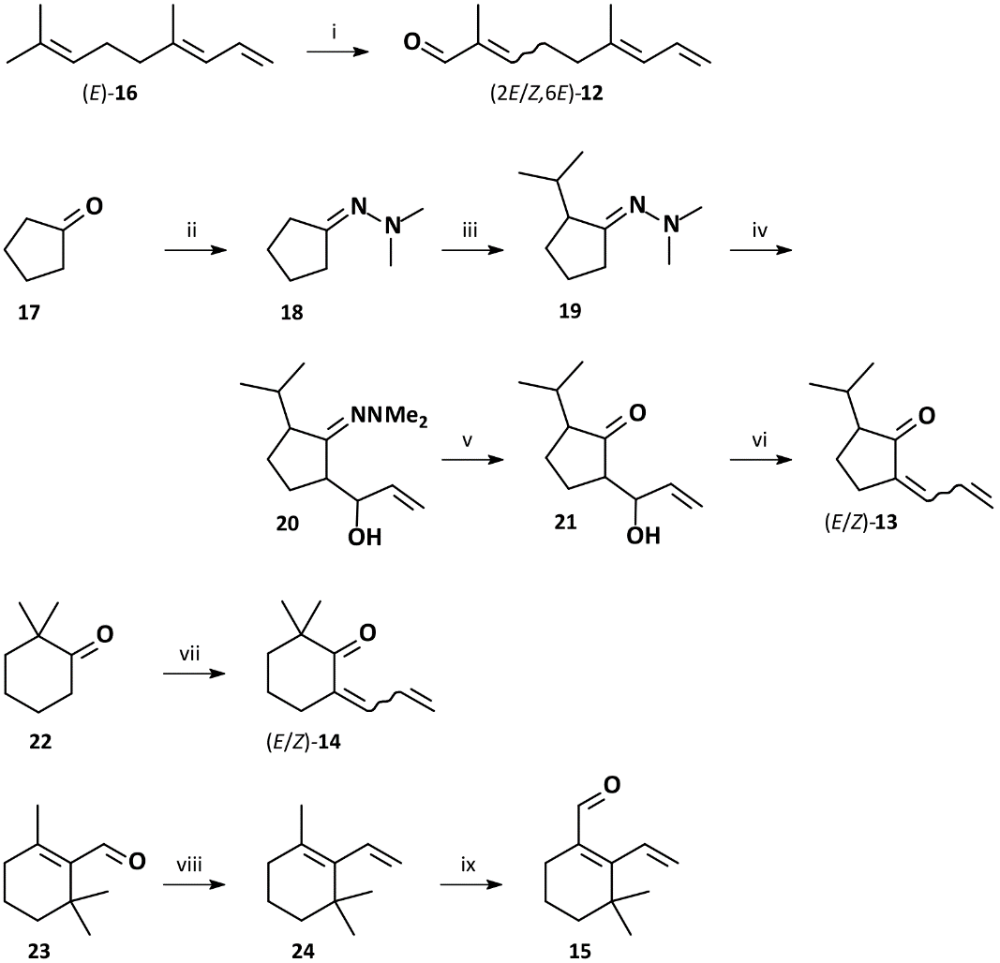 i
O
(E)-16
(2E/Z,6E)-12
O
N
N
N
N
ii
iii
iv
17
18
19
NNMe2
O
O
v
vi
OH
OH
20
21
(E/Z)-13
O
O
vii
22
(E/Z)-14
O
O
viii
ix
23
24
15